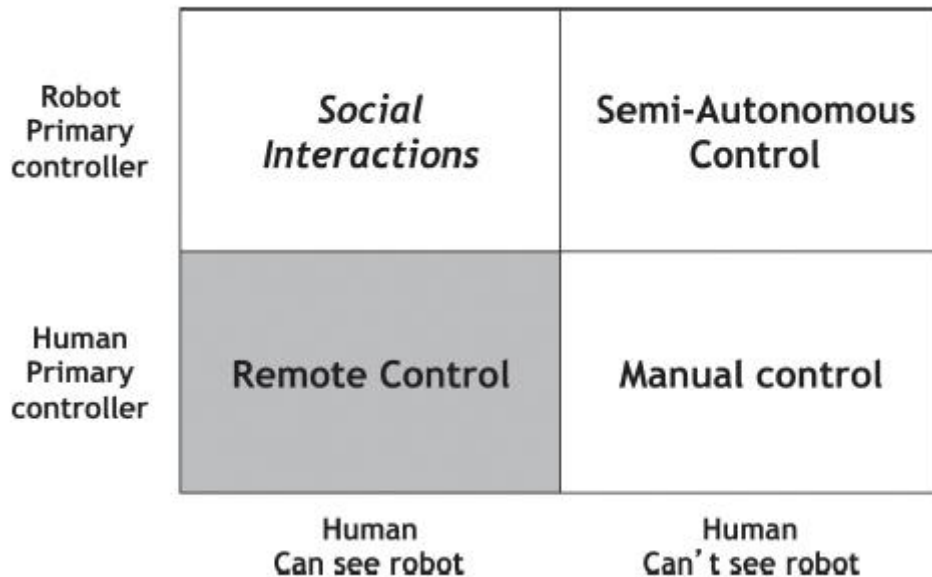 Robot
Primary
controller
Social
Interactions
Semi-Autonomous
Control
Human
Primary
controller
Remote Control
Manual control
Human
Can see robot
Human
Can't see robot